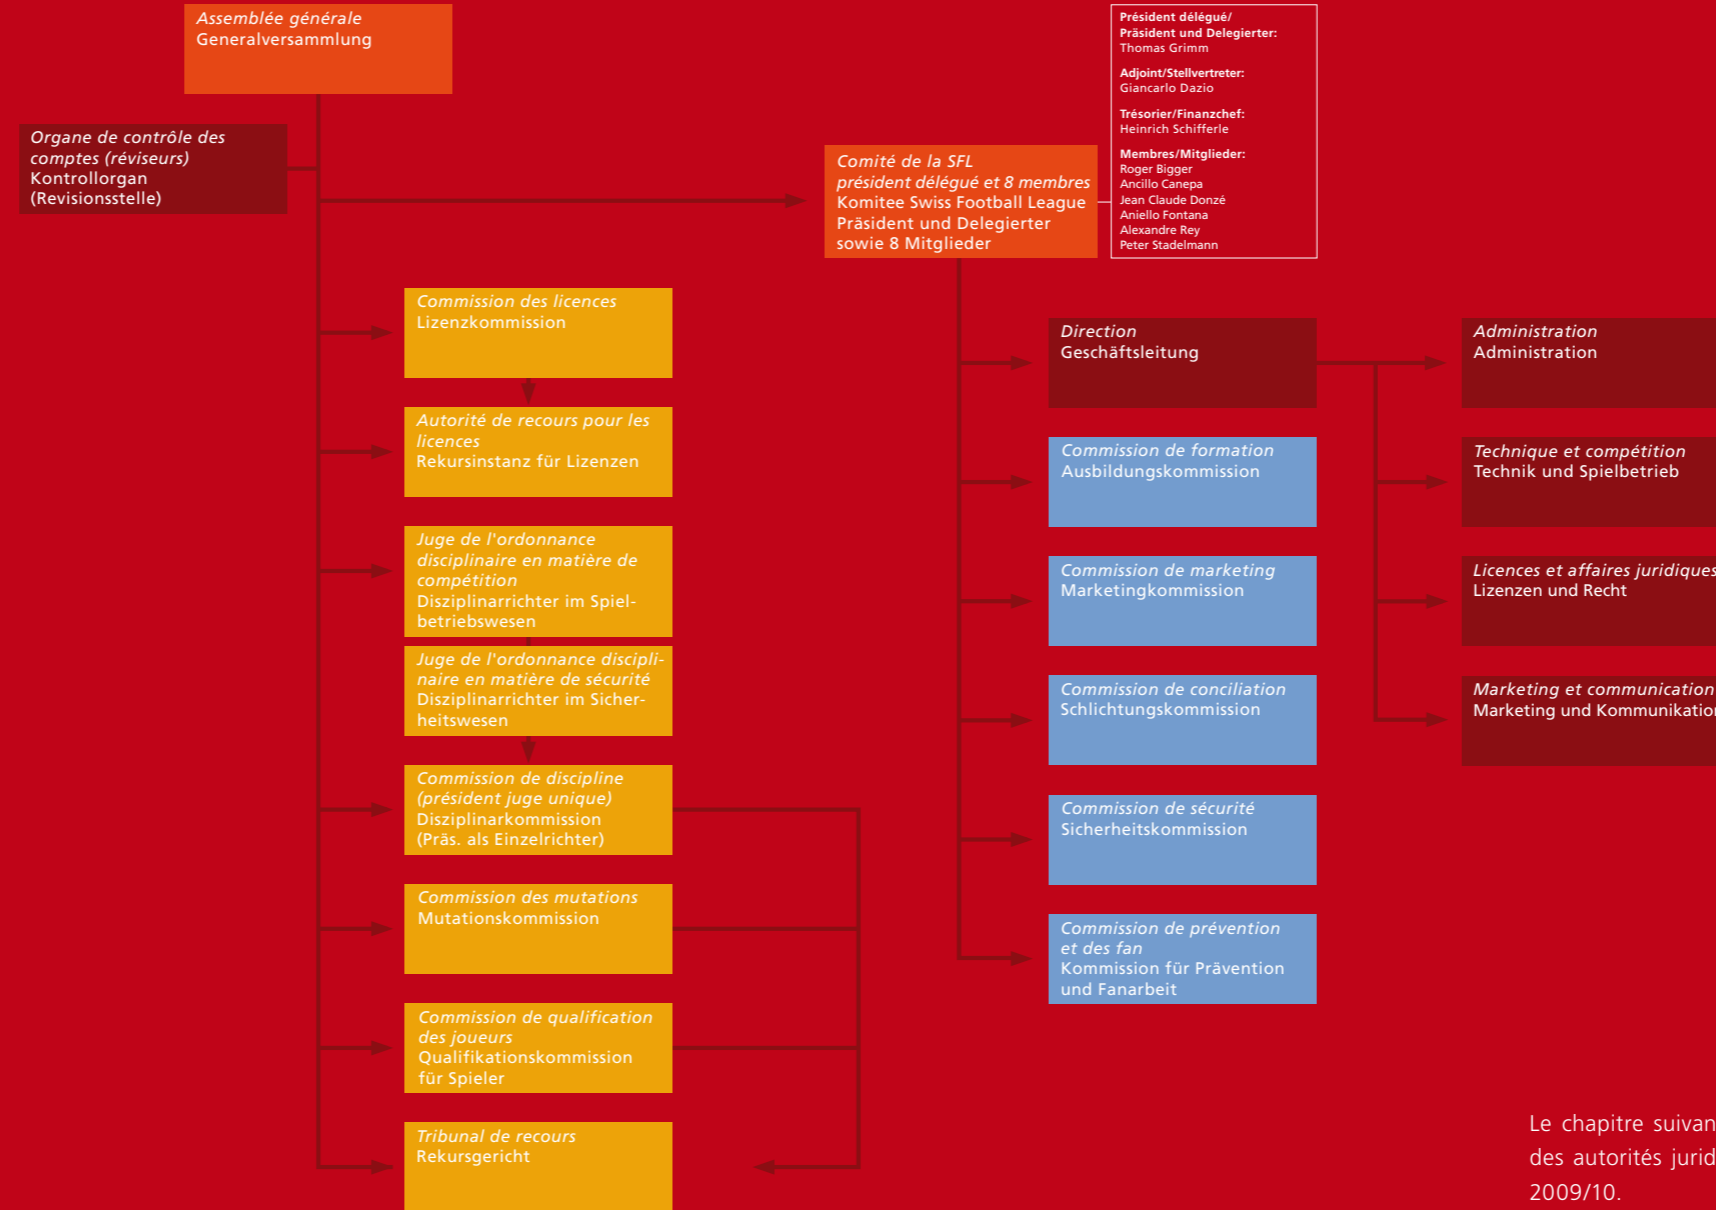 Assemblée générale
Generalversammlung
Organe de contrôle des
comptes (réviseurs)
Kontrollorgan
(Revisionsstelle)
Président délégué/
Präsident und Delegierter:
Thomas Grimm
Adjoint/Stellvertreter:
Giancarlo Dazio
Trésorier/Finanzchef:
Heinrich Schifferle
Membres/Mitglieder:
Roger Bigger
Ancillo Canepa
Jean Claude Donzé
Aniello Fontana
Alexandre Rey
Peter Stadelmann
Comité de la SFL
président délégué et 8 membres
Komitee Swiss Football League
Präsident und Delegierter
sowie 8 Mitglieder
Commission des licences
Lizenzkommission
Autorité de recours pour les
licences
Rekursinstanz für Lizenzen
Juge de l'ordonnance
disciplinaire en matière de
compétition
Disziplinarrichter im Spiel-
betriebswesen
Juge de l'ordonnance discipli-
naire en matière de sécurité
Disziplinarrichter im Sicher-
heitswesen
Commission de discipline
(président juge unique)
Disziplinarkommission
(Präs. als Einzelrichter)
Commission des mutations
Mutationskommission
Commission de qualification
des joueurs
Qualifikationskommission
für Spieler
Tribunal de recours
Rekursgericht
Direction
Geschäftsleitung
Commission de formation
Ausbildungskommission
Commission de marketing
Marketingkommission
Commission de conciliation
Schlichtungskommission
Commission de sécurité
Sicherheitskommission
Commission de prévention
et des fan
Kommission für Prävention
und Fanarbeit
Administration
Administration
Technique et compétition
Technik und Spielbetrieb
Licences et affaires juridiques
Lizenzen und Recht
Marketing et communication
Marketing und Kommunikation
Le chapitre suivan
des autorités jurid
2009/10.